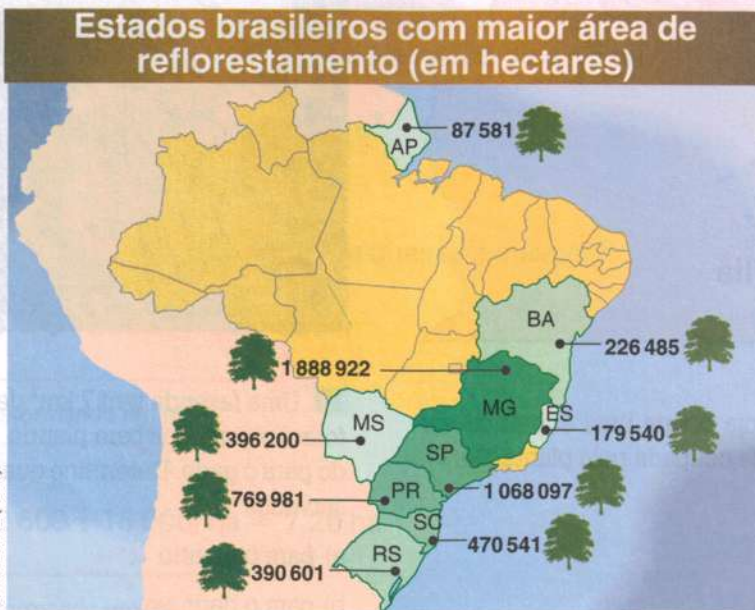 Estados brasileiros com maior área de
reflorestamento (em hectares)
87 581
AP
BA
226 485
1 888 922
MG
ES
179 540
MS
396 200
SP
1 068 097
PR
769 981
SC
470 541
RS
390 601